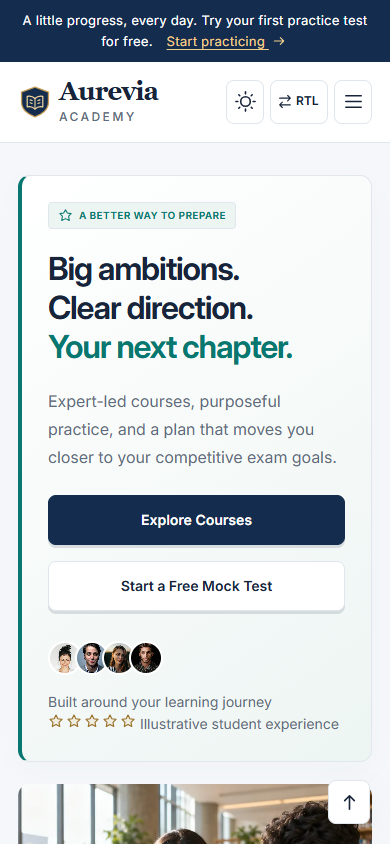 A little progress, every day. Try your first practice test
for free. Start practicing →
Aurevia
ACADEMY
RTL
A BETTER WAY TO PREPARE
Big ambitions.
Clear direction.
Your next chapter.
Expert-led courses, purposeful
practice, and a plan that moves you
closer to your competitive exam goals.
Explore Courses
Start a Free Mock Test
Built around your learning journey
Illustrative student experience